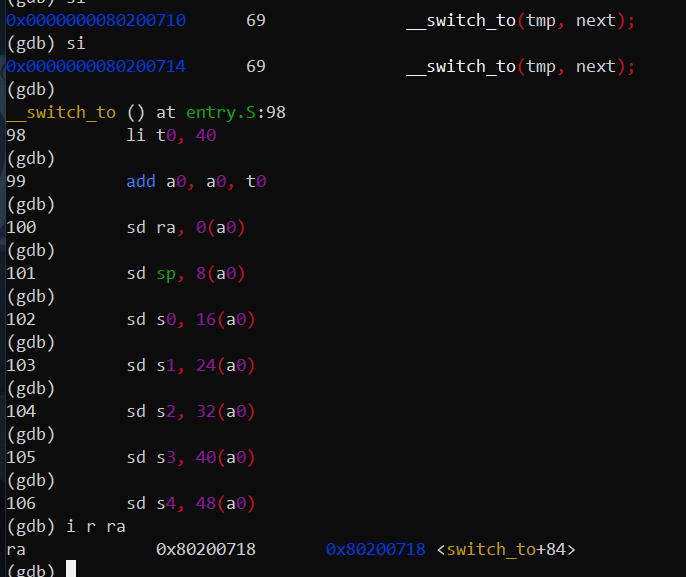 (gdb) si
0x0000000080200710      69              __switch_to(tmp, next);
(gdb) si
0x0000000080200714      69              __switch_to(tmp, next);
(gdb)
__switch_to () at entry.S:98
98          li t0, 40
(gdb)
99          add a0, a0, t0
(gdb)
100         sd ra, 0(a0)
(gdb)
101         sd sp, 8(a0)
(gdb)
102         sd s0, 16(a0)
(gdb)
103         sd s1, 24(a0)
(gdb)
104         sd s2, 32(a0)
(gdb)
105         sd s3, 40(a0)
(gdb)
106         sd s4, 48(a0)
(gdb) i r ra
ra             0x80200718       0x80200718 <switch_to+84>
(gdb)